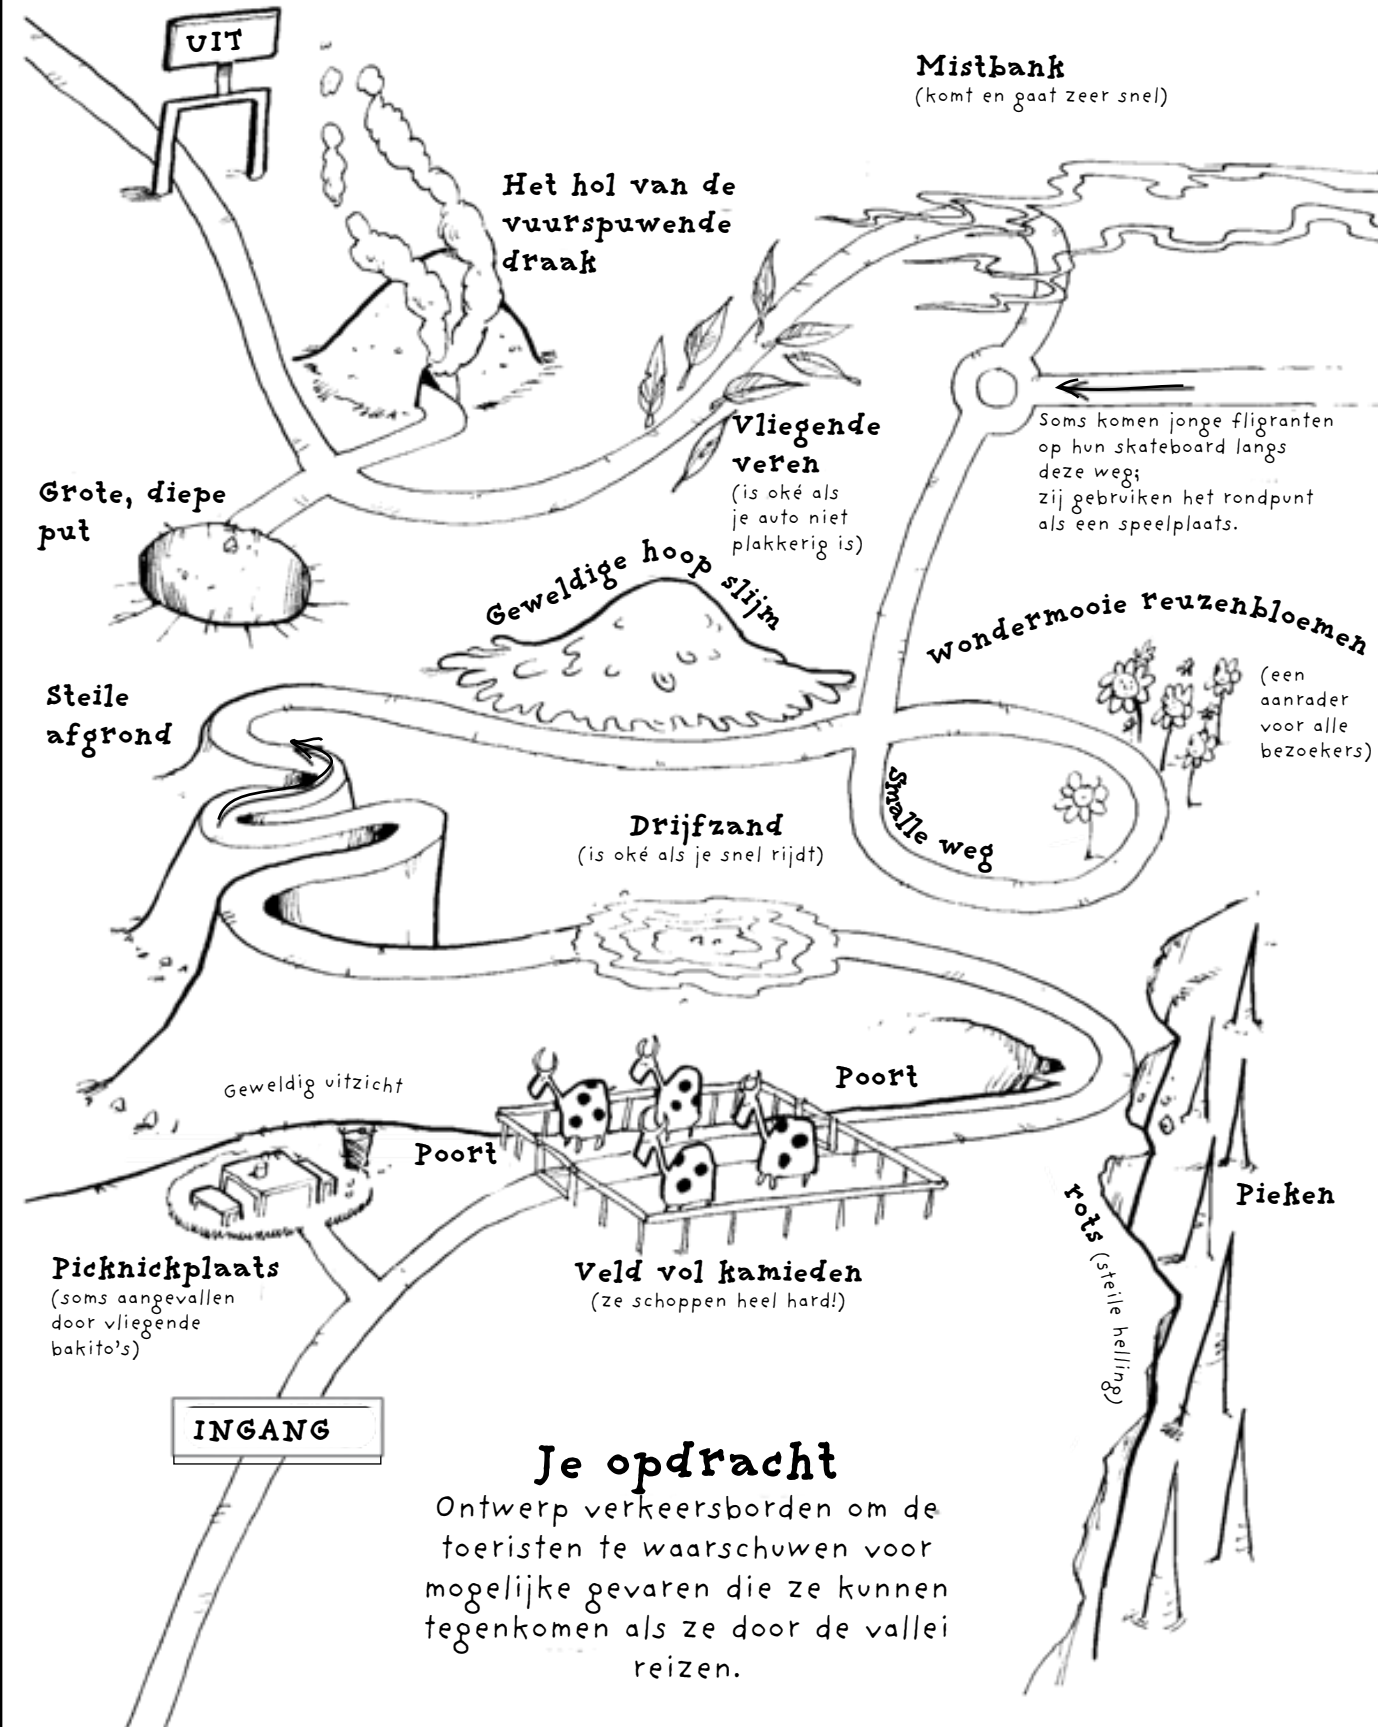 UIT
Mistbank
(komt en gaat zeer snel)
Het hol van de
vuurspuwende
draak
Vliegende
veren
(is oké als
je auto niet
plakkerig is)
Soms komen jonge fligranten
op hun skateboard langs
deze weg;
zij gebruiken het rondpunt
als een speelplaats.
Grote, diepe
put
Geweldige hoop slijm
Wondermooie reuzenbloemen
(een
aanrader
voor alle
bezoekers)
Steile
afgrond
Smalle weg
Drijfzand
(is oké als je snel rijdt)
Geweldig uitzicht
Poort
Poort
Pieken
rots (steile helling)
Picknickplaats
(soms aangevallen
door vliegende
bakito's)
Veld vol kamieden
(ze schoppen heel hard!)
INGANG
Je opdracht
Ontwerp verkeersborden om de
toeristen te waarschuwen voor
mogelijke gevaren die ze kunnen
tegenkomen als ze door de vallei
reizen.